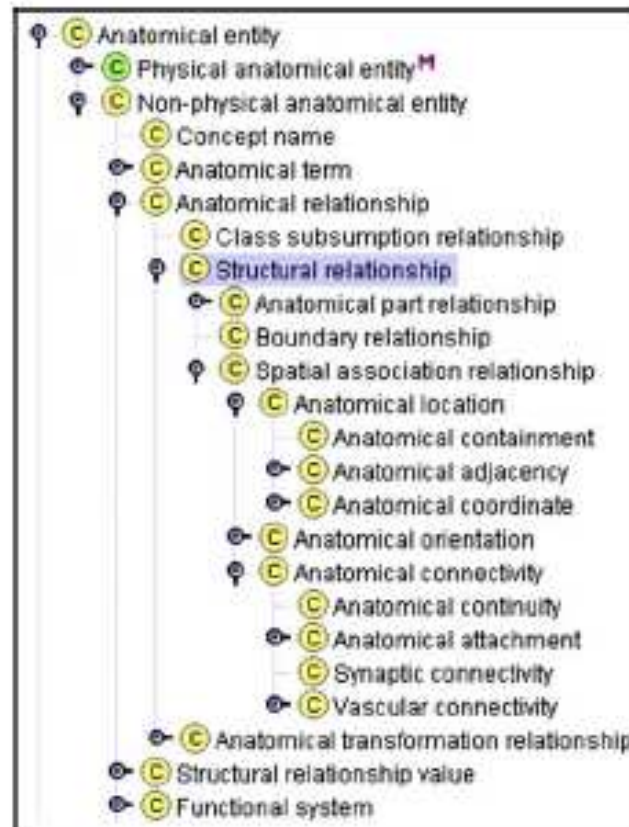 Anatomical entity
Physical anatomical entity M
Non-physical anatomical entity
Concept name
Anatomical term
Anatomical relationship
Class subsumption relationship
Structural relationship
Anatomical part relationship
Boundary relationship
Spatial association relationship
Anatomical location
Anatomical containment
Anatomical adjacency
Anatomical coordinate
Anatomical orientation
Anatomical connectivity
Anatomical continuity
Anatomical attachment
Synaptic connectivity
Vascular connectivity
Anatomical transformation relationship
Structural relationship value
Functional system